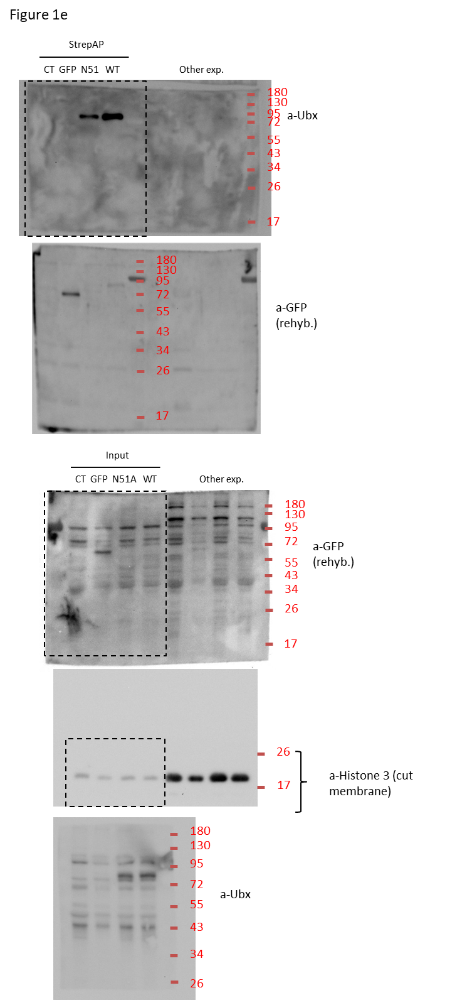 Figure 1e
StrepAP
CT GFP N51 WT
Other exp.
180
130
95
72
55
43
34
26
17
a-Ubx
180
130
95
72
55
43
34
26
17
a-GFP
(rehyb.)
Input
CT GFP N51A WT
Other exp.
180
130
95
72
55
43
34
26
17
a-GFP
(rehyb.)
26
17
a-Histone 3 (cut
membrane)
180
130
95
72
55
43
34
26
a-Ubx